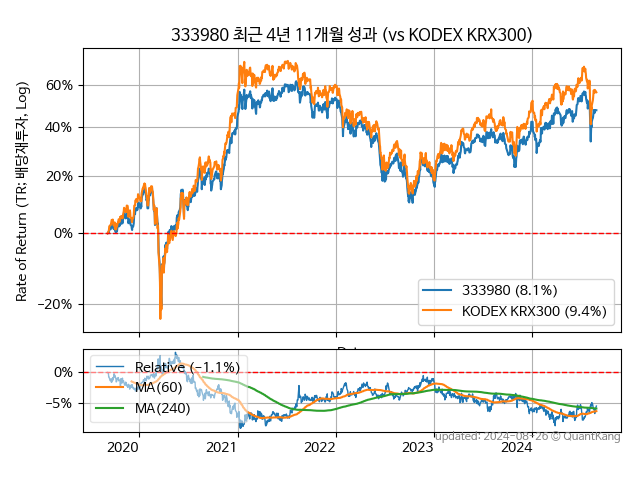 333980 최근 4년 11개월 성과 (vs KODEX KRX300)
Rate of Return (TR: 배당재투자, Log)
60%
40%
20%
0%
−20%
333980 (8.1%)
KODEX KRX300 (9.4%)
0%
−5%
Relative (−1.1%)
MA(60)
MA(240)
2020
2021
2022
2023
2024
updated: 2024-08-26 © QuantKang